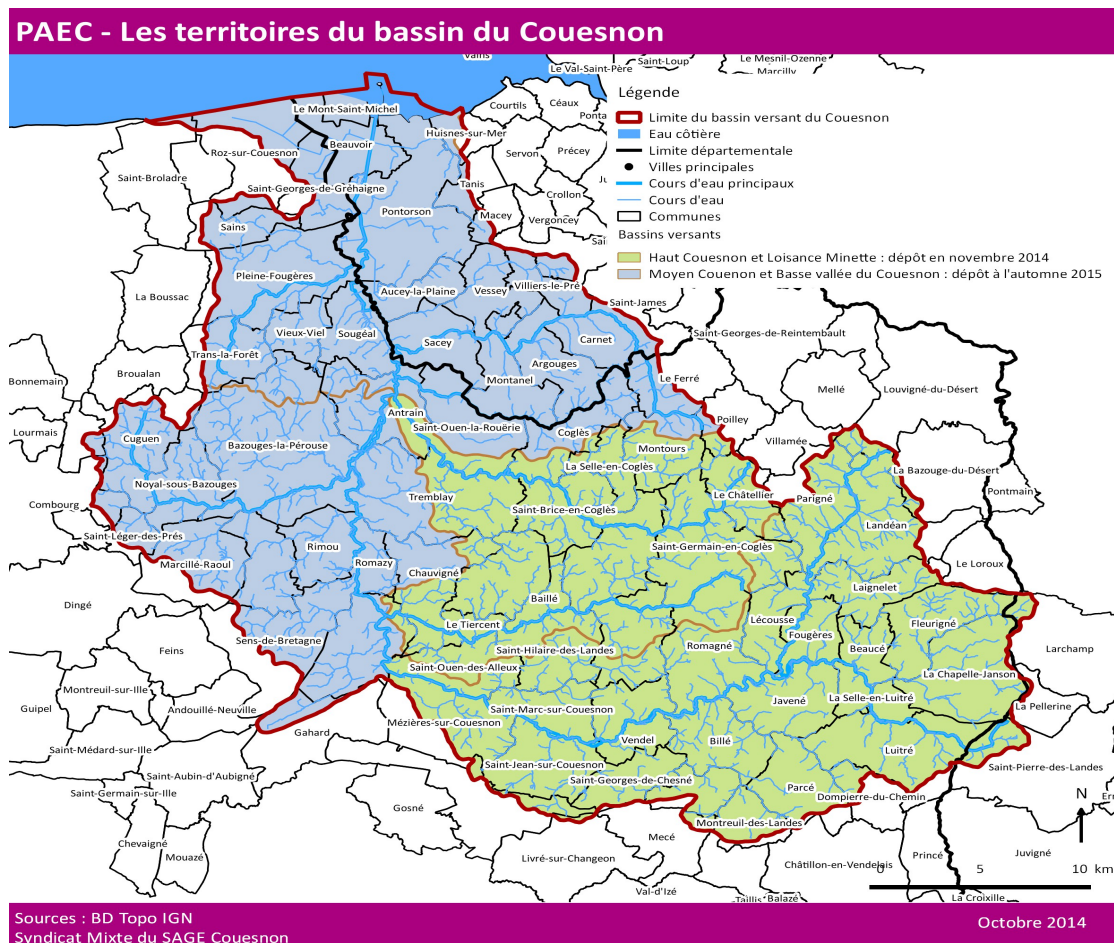 PAEC - Les territoires du bassin du Couesnon
Vains
Saint-Loup
Le Mesnil-Ozenne
Le Val-Saint-Père
Marcilly
Légende
Limite du bassin versant du Couesnon
Eau côtière
Limite départementale
Villes principales
Cours d'eau principaux
Cours d'eau
Communes
Bassins versants
Haut Couesnon et Loisance Minette : dépôt en novembre 2014
Moyen Couenon et Basse vallée du Couesnon : dépôt à l'automne 2015
Le Mont-Saint-Michel
Courtils
Céaux
Huisnes-sur-Mer
Beauvoir
Roz-sur-Couesnon
Servon
Précey
Saint-Broladre
Saint-Georges-de-Gréhaigne
Tanis
Crollon
Pontorson
Macey
Vergoncey
Sains
Pleine-Fougères
La Boussac
Aucey-la-Plaine
Vessey
Villiers-le-Pré
Saint-James
Vieux-Viel
Sougéal
Sacey
Carnet
Saint-Georges-de-Reintembault
Trans-la-Forêt
Argouges
Broualan
Bonnemain
Montanel
Le Ferré
Mellé
Louvigné-du-Désert
Antrain
Saint-Ouen-la-Rouërie
Poilley
Lourmais
Cuguen
Bazouges-la-Pérouse
Coglès
Villamée
Montours
La Selle-en-Coglès
La Bazouge-du-Désert
Noyal-sous-Bazouges
Tremblay
Le Châtellier
Parigné
Pontmain
Combourg
Saint-Brice-en-Coglès
Landéan
Saint-Léger-des-Prés
Rimou
Saint-Germain-en-Coglès
Marcillé-Raoul
Romazy
Chauvigné
Le Loroux
Laignelet
Dingé
Baillé
Le Tiercent
Lécousse
Fleurigné
Sens-de-Bretagne
Fougères
Feins
Saint-Hilaire-des-Landes
Romagné
Beaucé
Larchamp
Saint-Ouen des-Alleux
La Chapelle-Janson
Montreuil-sur-Ille
Javené
La Selle-en-Luitré
Guipel
Andouillé-Neuville
Saint-Marc-sur-Couesnon
La Pellerine
Mézières-sur-Couesnon
Gahard
Vendel
Billé
Saint-Médard-sur-Ille
Luitré
Saint-Jean-sur-Couesnon
Saint-Pierre-des-Landes
Saint-Aubin-d'Aubigné
Saint-Georges-de-Chesné
Parcé
Saint-Germain-sur-Ille
Dompierre-du-Chemin
N
Gosné
Montreuil-des-Landes
Mecé
Chevaigné
Mouazé
Livré-sur-Changeon
Châtillon-en-Vendelais
Princé
Juvigné
5
10 km
Val-d'Izé
Taillis
Balazé
La Croixille
Sources : BD Topo IGN
Octobre 2014
Syndicat Mixte du SAGE Couesnon